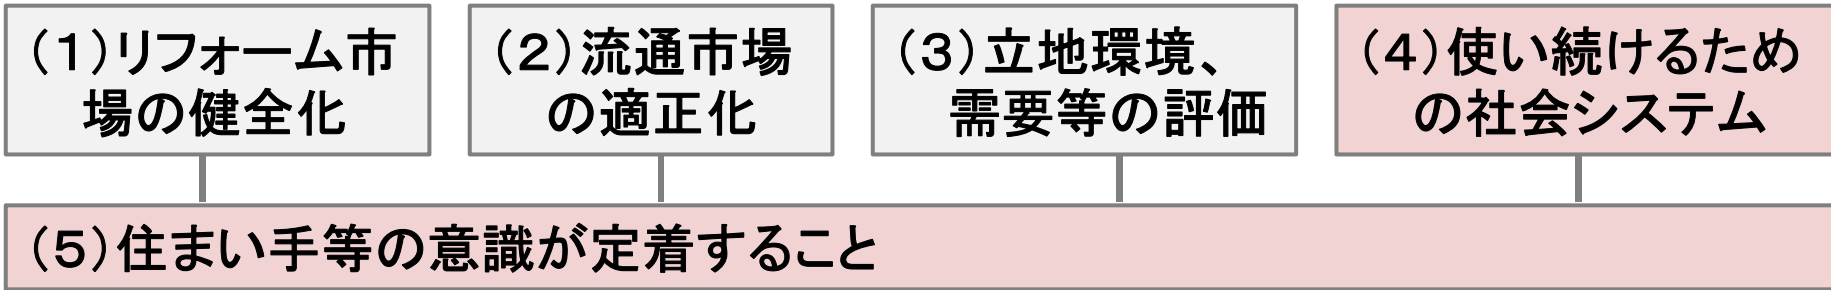 （１）リフォーム市
場の健全化
（２）流通市場
の適正化
（３）立地環境、
需要等の評価
（４）使い続けるため
の社会システム
（５）住まい手等の意識が定着すること